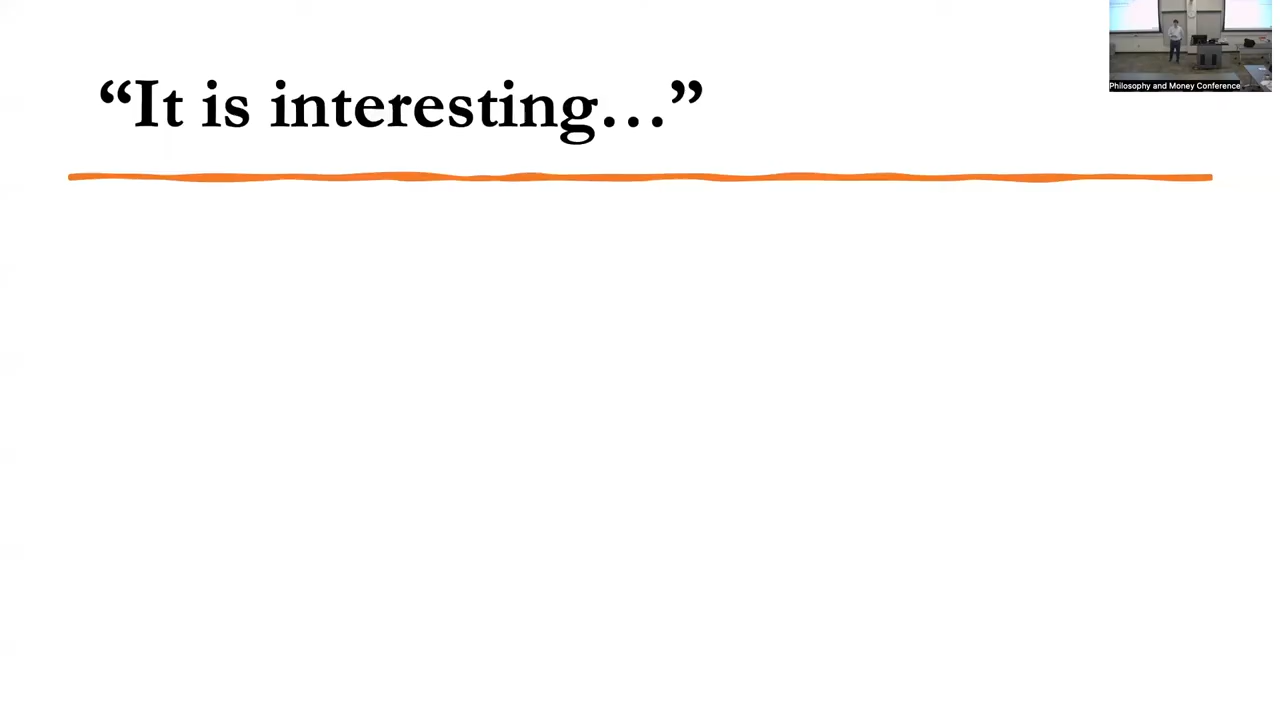 “It is interesting…”
Philosophy and Money Conference